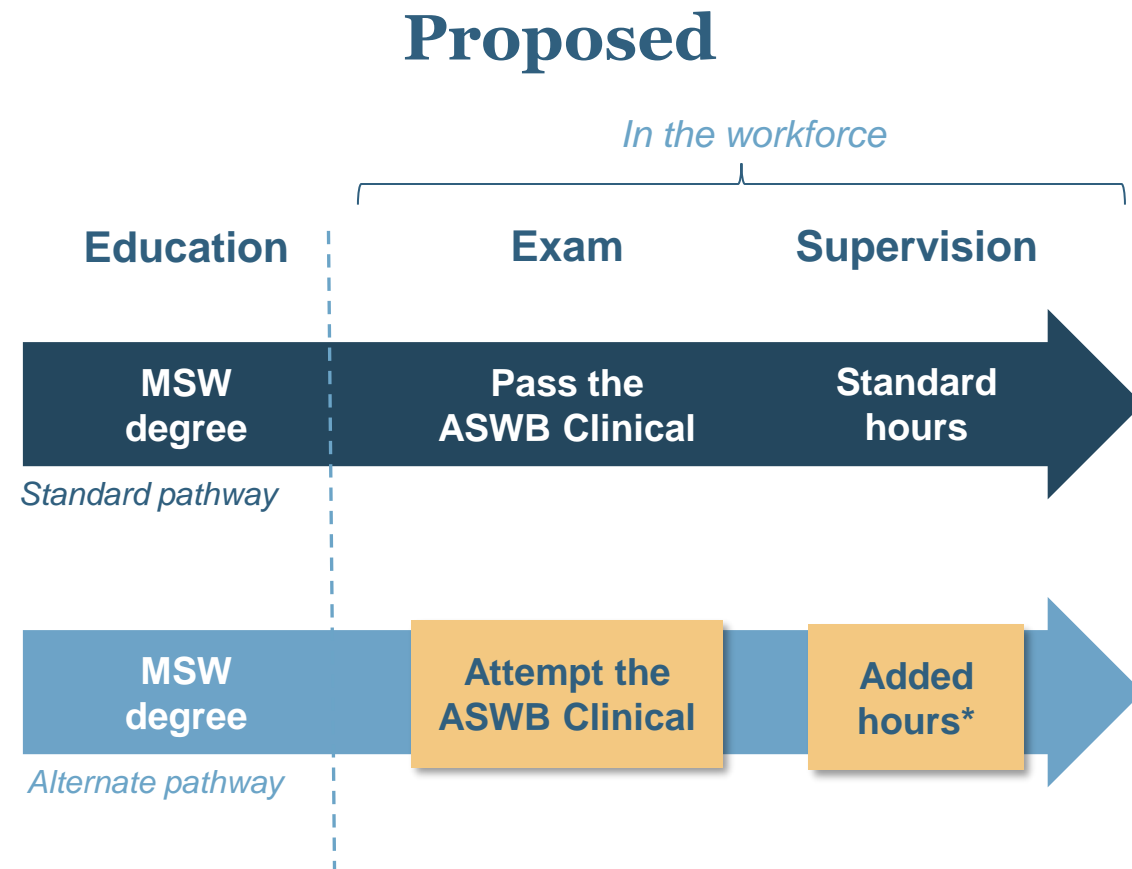 Proposed
In the workforce
Education
Exam
Supervision
MSW
degree
Pass the
ASWB Clinical
Standard
hours
Standard pathway
MSW
degree
Attempt the
ASWB Clinical
Added
hours*
Alternate pathway